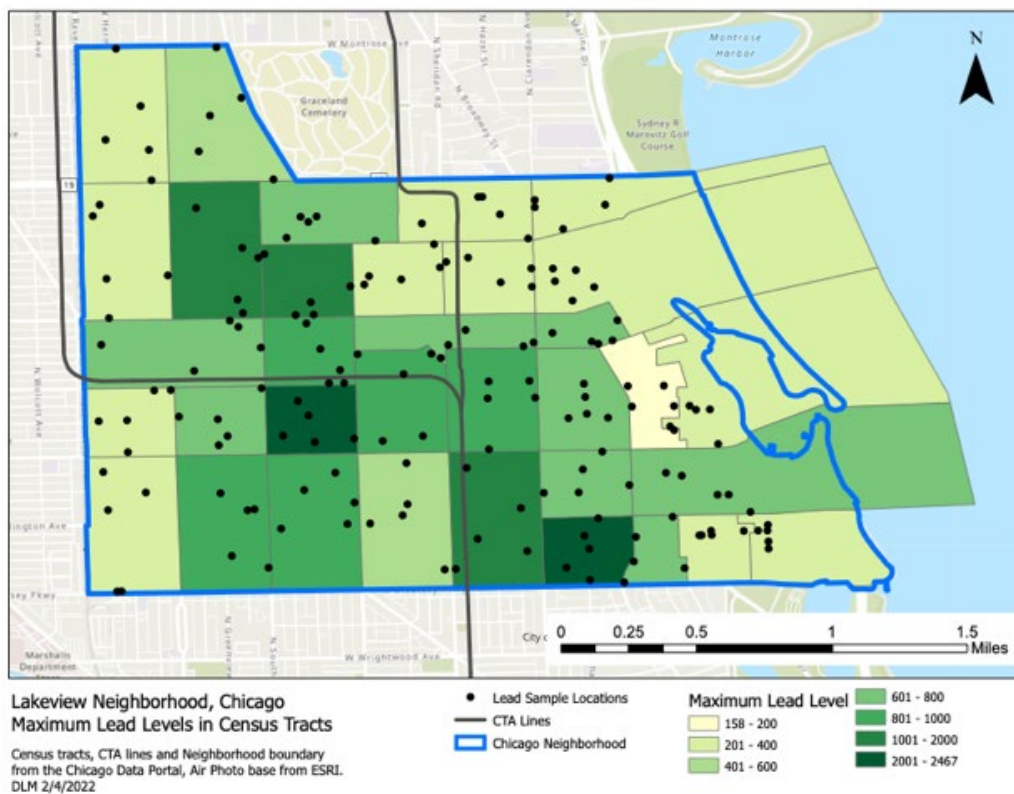 W Montrose Ave
Montrose
Harbor
N
Graceland
Cemetery
N Sheridan Rd
N Hazel St
N Clarendon Ave
N Marine Dr
N Broadway St
Sydney R
Marovitz Golf
Course
19
N Wolcott Ave
W Wrightwood Ave
Marshalls
Department
0 0.25 0.5 1 1.5
Miles
Lakeview Neighborhood, Chicago
Maximum Lead Levels in Census Tracts
Census tracts, CTA lines and Neighborhood boundary
from the Chicago Data Portal, Air Photo base from ESRI.
DLM 2/4/2022
Lead Sample Locations
CTA Lines
Chicago Neighborhood
Maximum Lead Level
158 - 200
201 - 400
401 - 600
601 - 800
801 - 1000
1001 - 2000
2001 - 2467